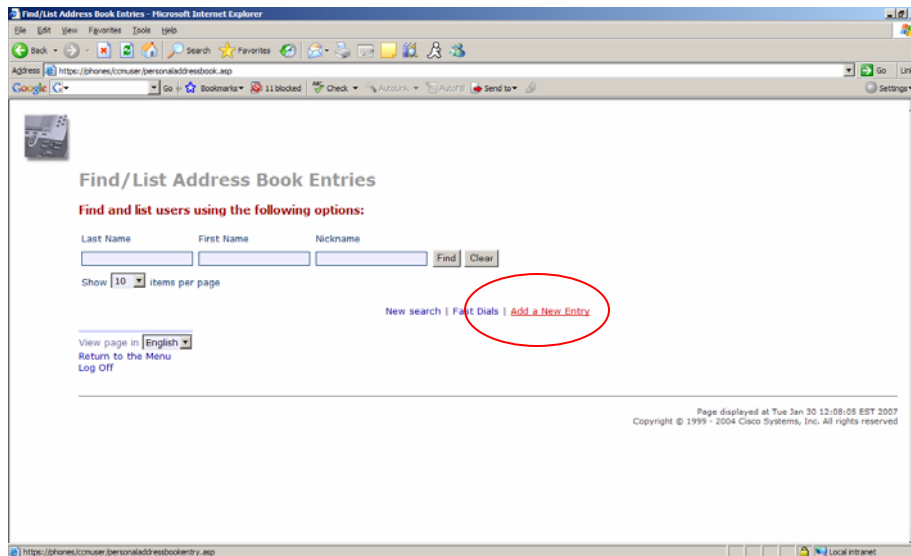 Find/List Address Book Entries - Microsoft Internet Explorer
File Edit View Favorites Tools Help
Back Search Favorites
Address https://phones/ccmuser/personaladdressbook.asp Go Lin
Google G Go Bookmarks 11 blocked Check AutoLink AutoFill Send to Settings
Find/List Address Book Entries
Find and list users using the following options:
Last Name First Name Nickname
Find Clear
Show 10 items per page
New search | Fast Dials | Add a New Entry
View page in English
Return to the Menu
Log Off
Page displayed at Tue Jan 30 12:08:05 EST 2007
Copyright © 1999 - 2004 Cisco Systems, Inc. All rights reserved
https://phones/ccmuser/personaladdressbookentry.asp Local intranet